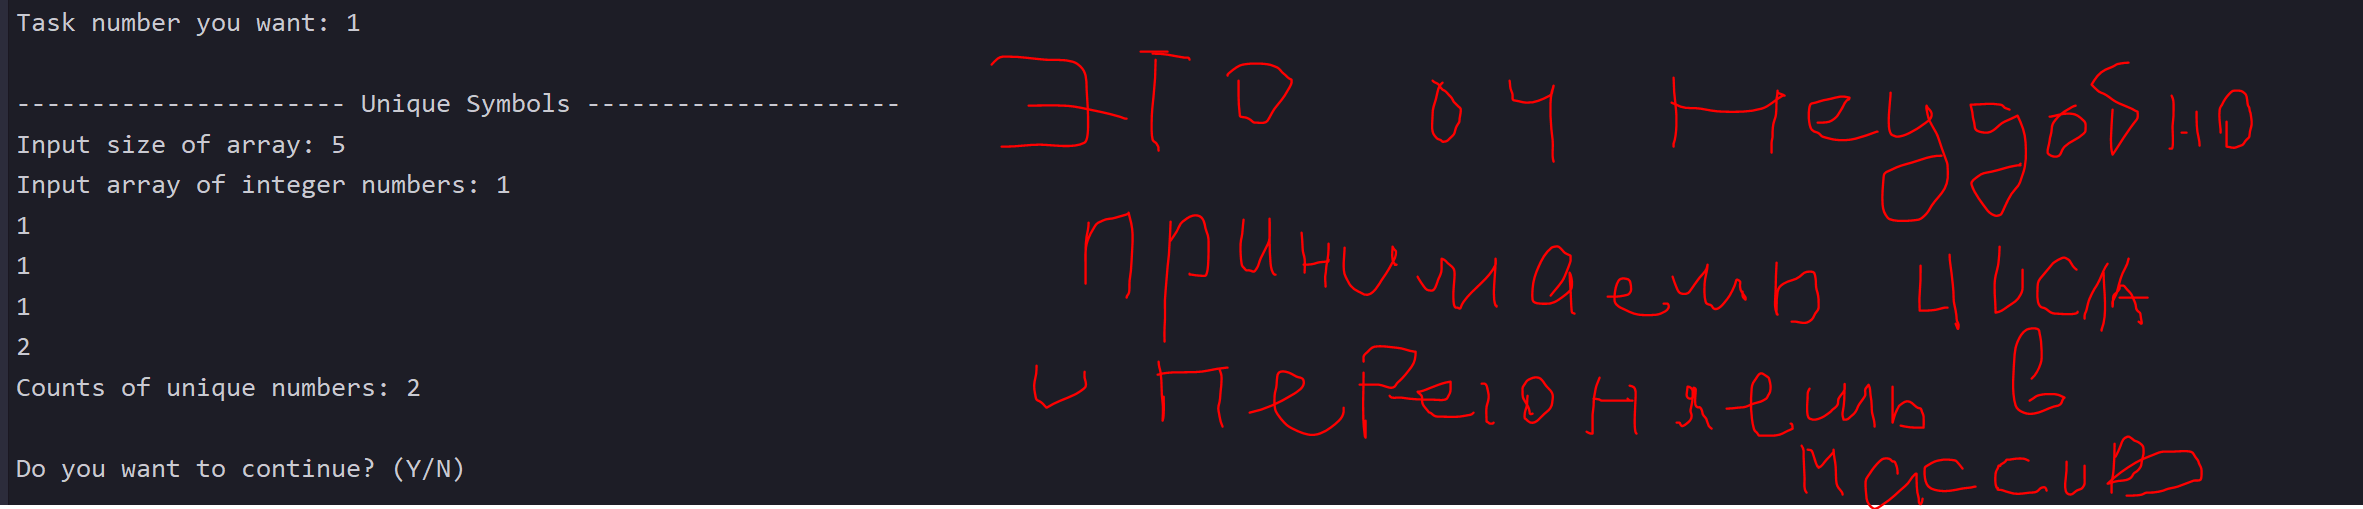 Task number you want: 1
---------------------- Unique Symbols ---------------------
Input size of array: 5
Input array of integer numbers: 1
1
1
1
2
Counts of unique numbers: 2
Do you want to continue? (Y/N)
ЭТО ОЧ Неудобно
принимаешь числа
и перегоняешь в
массив